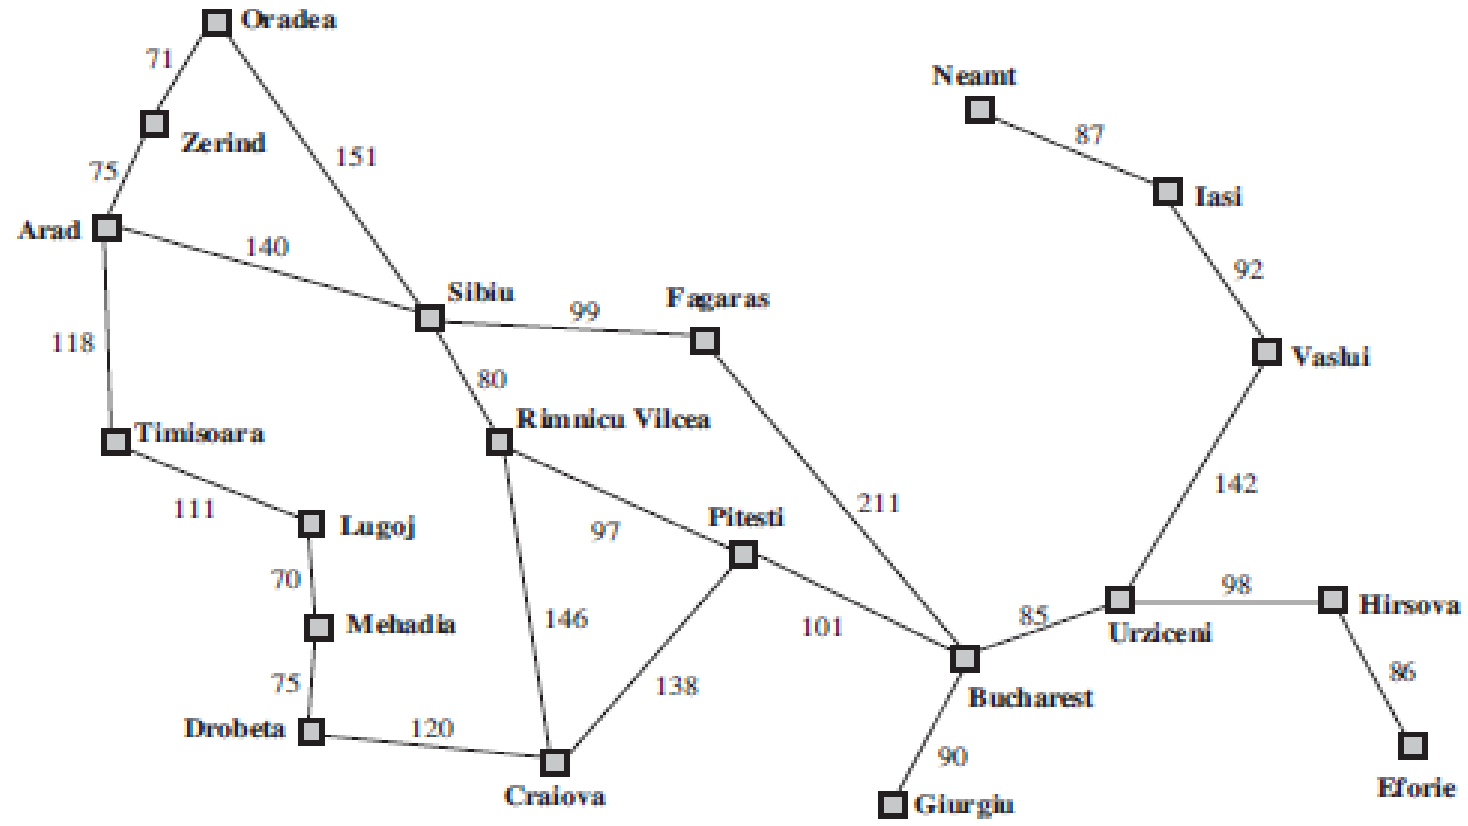 Oradea
71
Neamt
87
Zerind
151
75
Iasi
Arad
140
92
Sibiu
Fagaras
99
118
Vaslui
80
Rimnicu Vilcea
Timisoara
142
111
211
Pitesti
Lugoj
97
70
98
Hirsova
146
85
Mehadia
101
Urziceni
86
138
75
Bucharest
Drobeta
120
90
Eforie
Craiova
Giurgiu